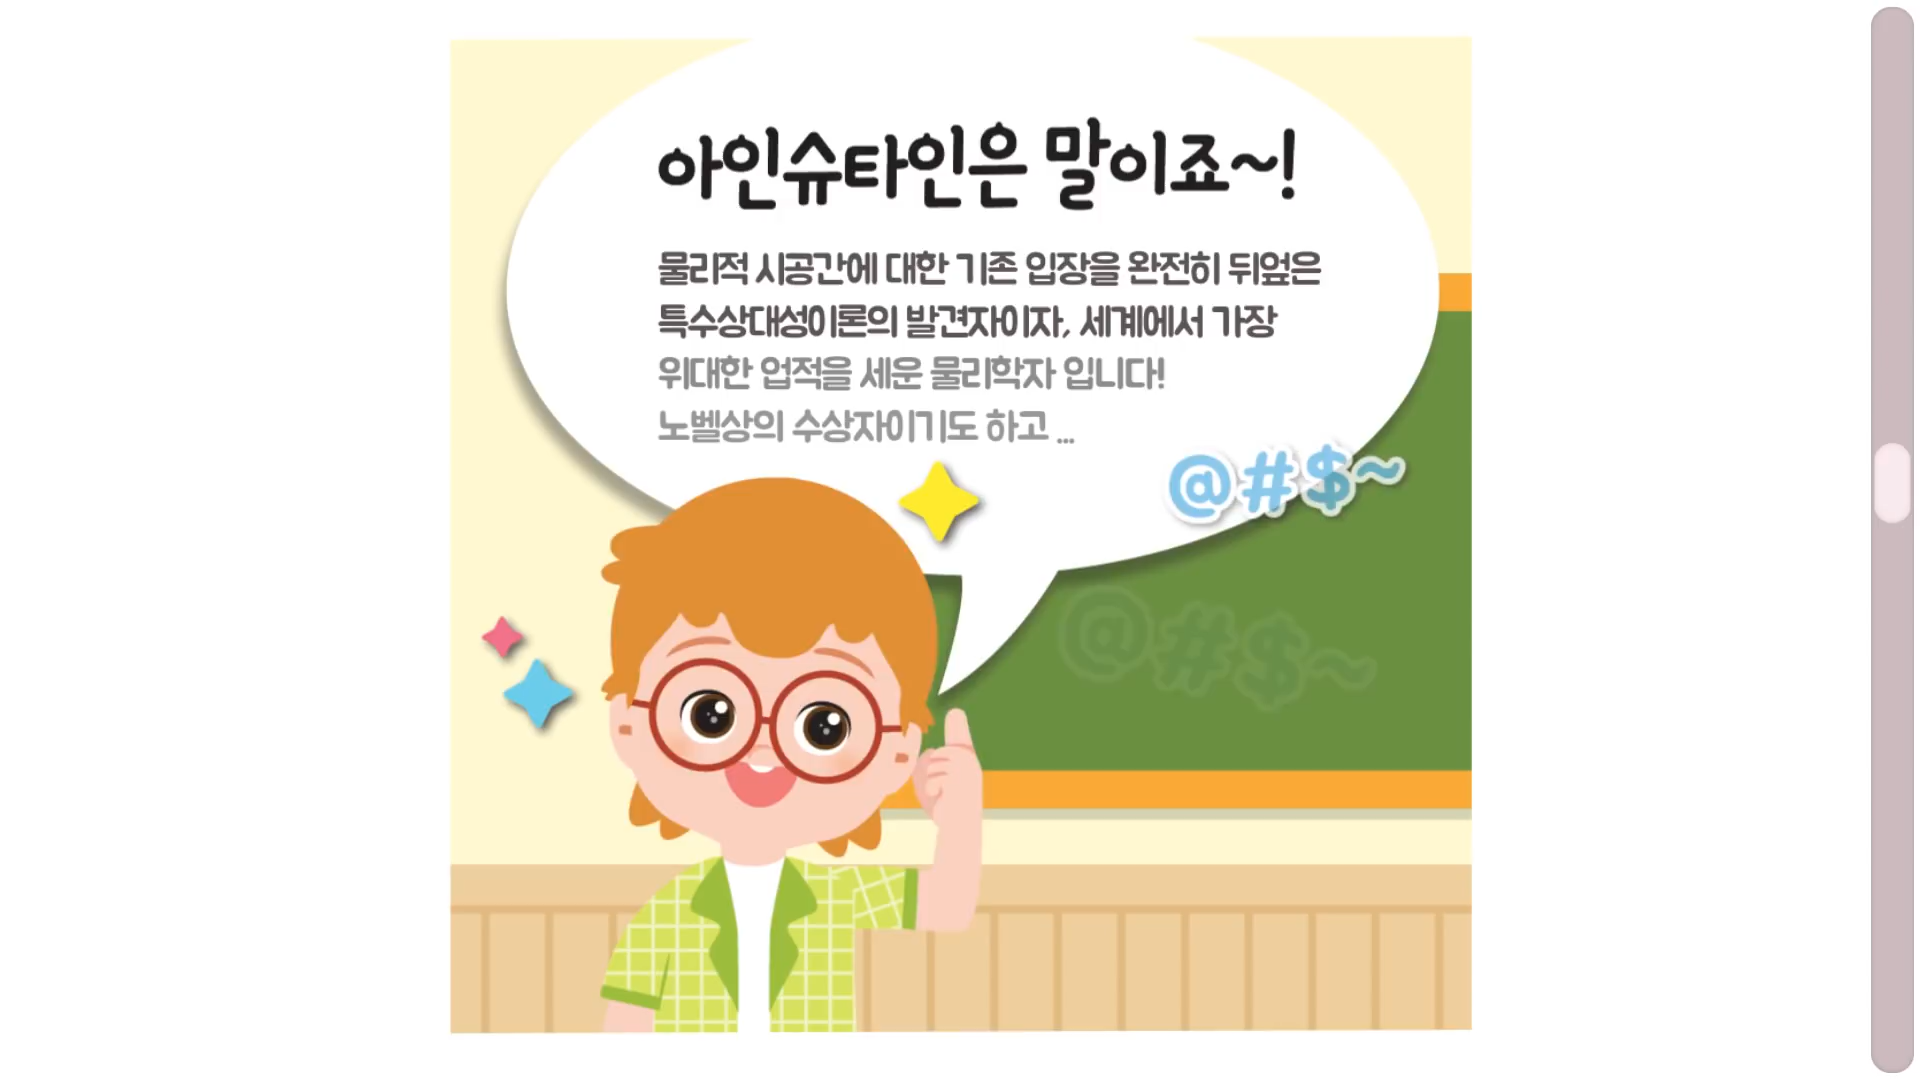 아인슈타인은 말이죠~!
물리적 시공간에 대한 기존 입장을 완전히 뒤엎은
특수상대성이론의 발견자이자, 세계에서 가장
위대한 업적을 세운 물리학자 입니다!
노벨상의 수상자이기도 하고 ...
@#$~
@#$~